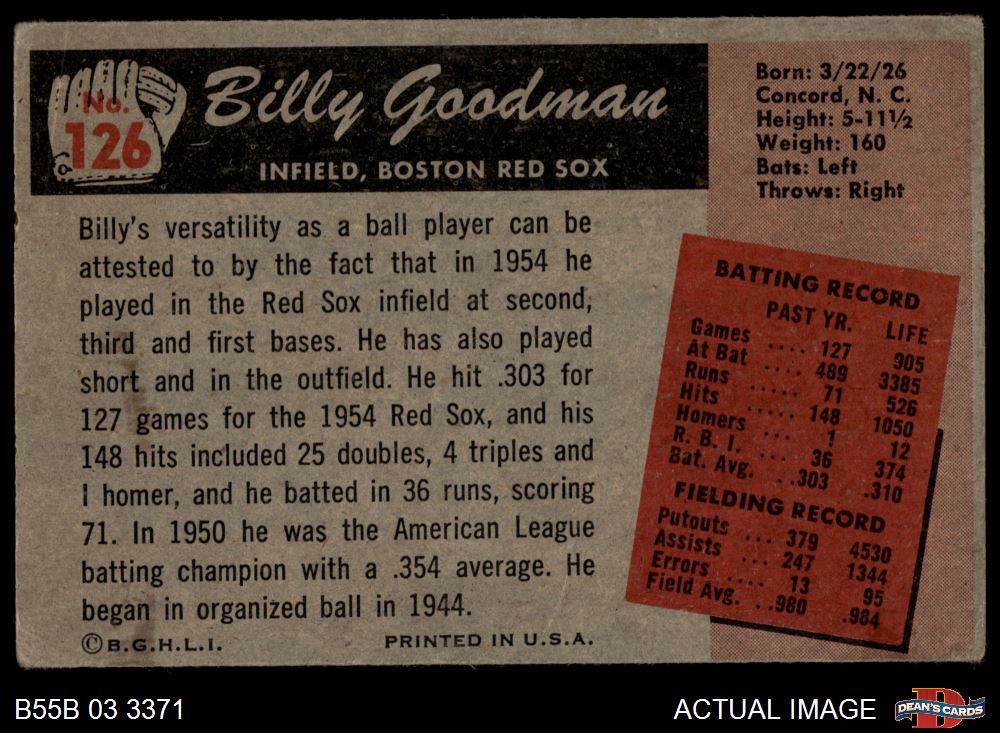 No.
126
Billy Goodman
INFIELD, BOSTON RED SOX
Born: 3/22/26
Concord, N. C.
Height: 5-11½
Weight: 160
Bats: Left
Throws: Right
Billy's versatility as a ball player can be
attested to by the fact that in 1954 he
played in the Red Sox infield at second,
third and first bases. He has also played
short and in the outfield. He hit .303 for
127 games for the 1954 Red Sox, and his
148 hits included 25 doubles, 4 triples and
1 homer, and he batted in 36 runs, scoring
71. In 1950 he was the American League
batting champion with a .354 average. He
began in organized ball in 1944.
©B.G.H.L.I. PRINTED IN U.S.A.
BATTING RECORD
PAST YR. LIFE
Games .... 127 905
At Bat .... 489 3385
Runs ..... 71 526
Hits ..... 148 1050
Homers ... 1 12
R. B. I. ... 36 374
Bat. Avg. ..303 .310
FIELDING RECORD
Putouts ... 379 4530
Assists ... 247 1344
Errors .... 13 95
Field Avg. ..980 .984
B55B 03 3371
ACTUAL IMAGE
D
DEAN'S CARDS